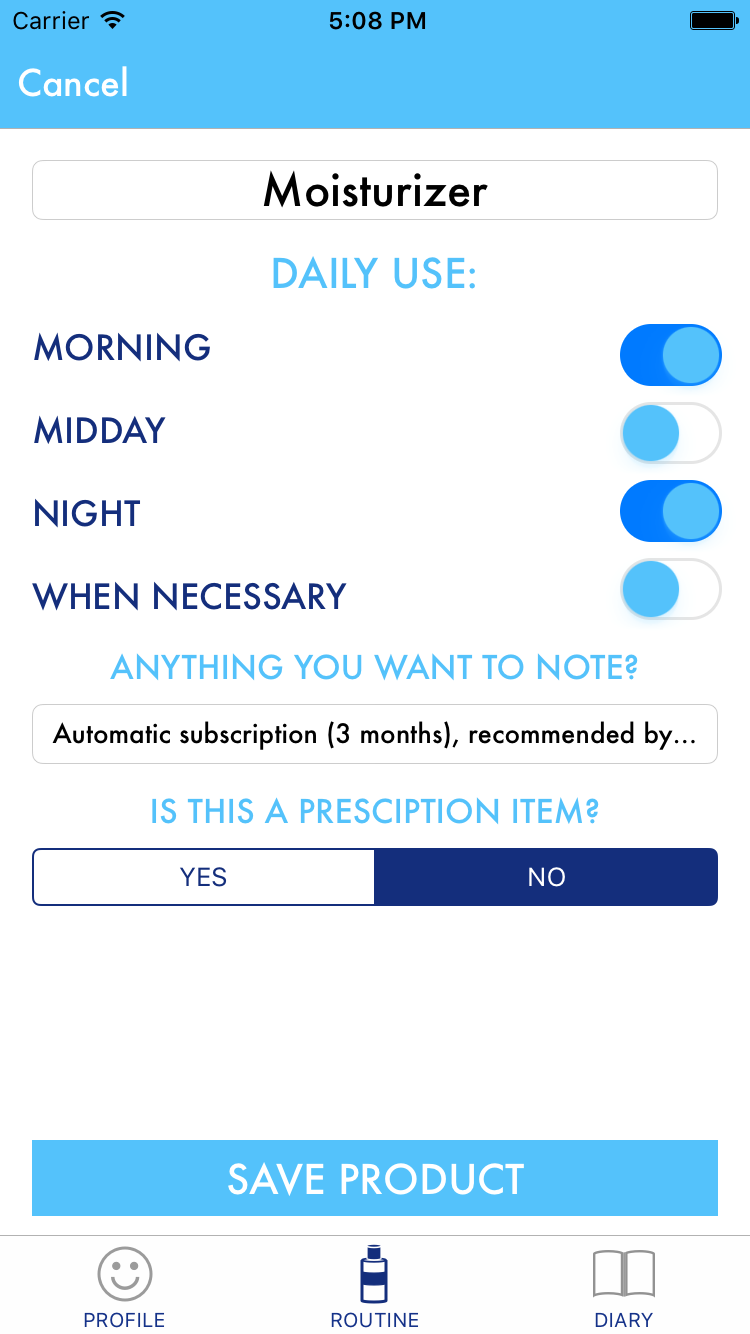 Carrier 5:08 PM
Cancel
Moisturizer
DAILY USE:
MORNING
MIDDAY
NIGHT
WHEN NECESSARY
ANYTHING YOU WANT TO NOTE?
Automatic subscription (3 months), recommended by...
IS THIS A PRESCIPTION ITEM?
YES NO
SAVE PRODUCT
PROFILE ROUTINE DIARY